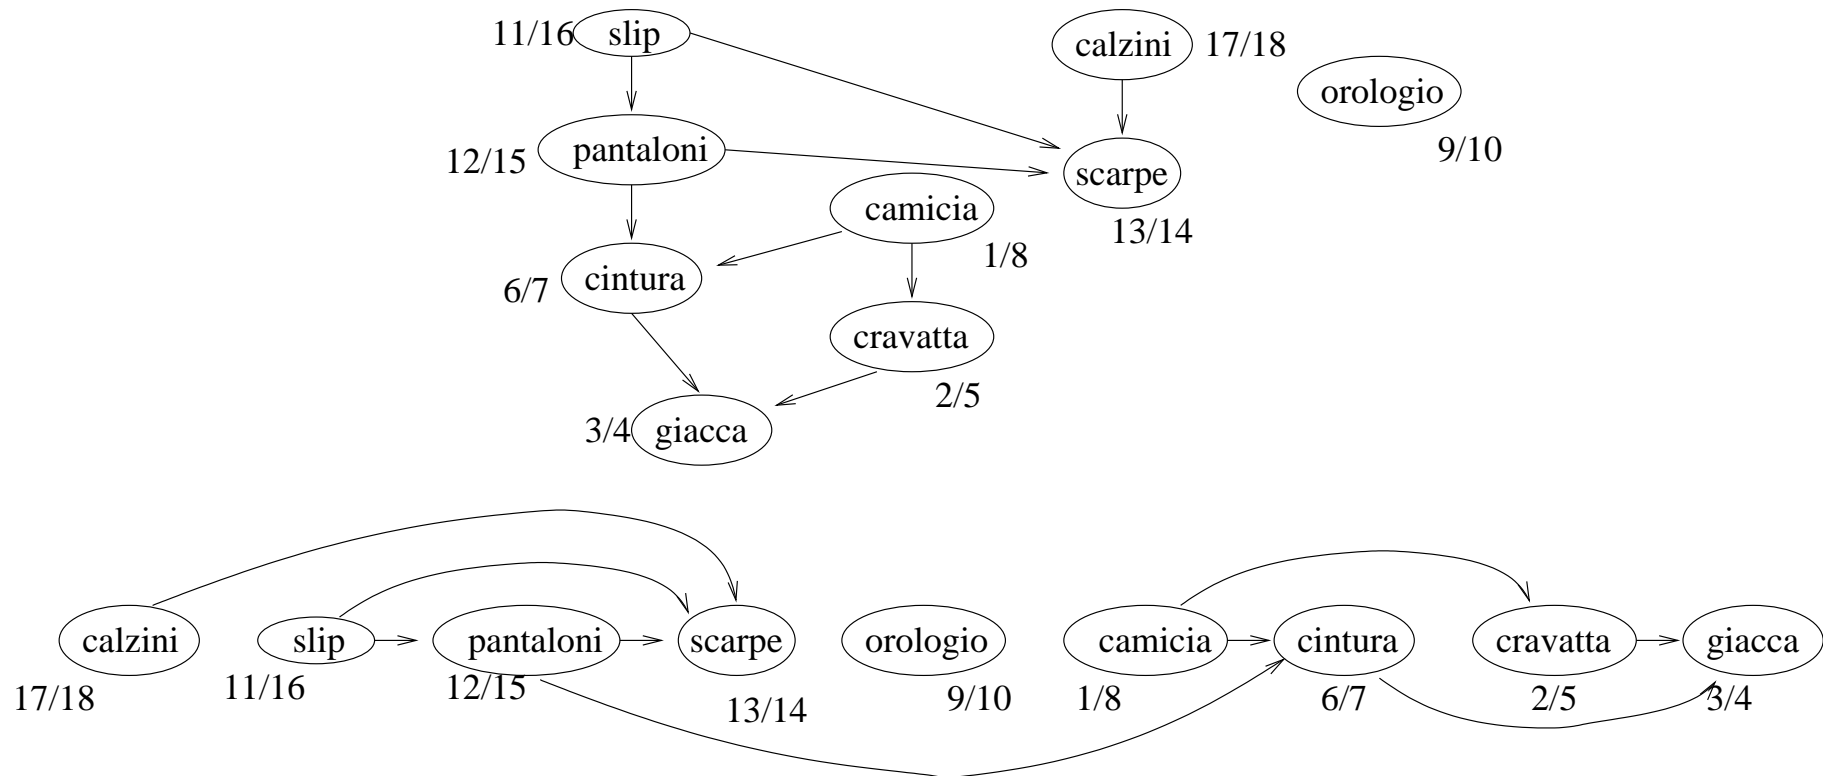 11/16 slip
calzini 17/18
orologio
9/10
pantaloni
12/15
scarpe
13/14
camicia
1/8
cintura
6/7
cravatta
2/5
3/4 giacca
calzini slip pantaloni scarpe orologio camicia cintura cravatta giacca
17/18 11/16 12/15 13/14 9/10 1/8 6/7 2/5 3/4